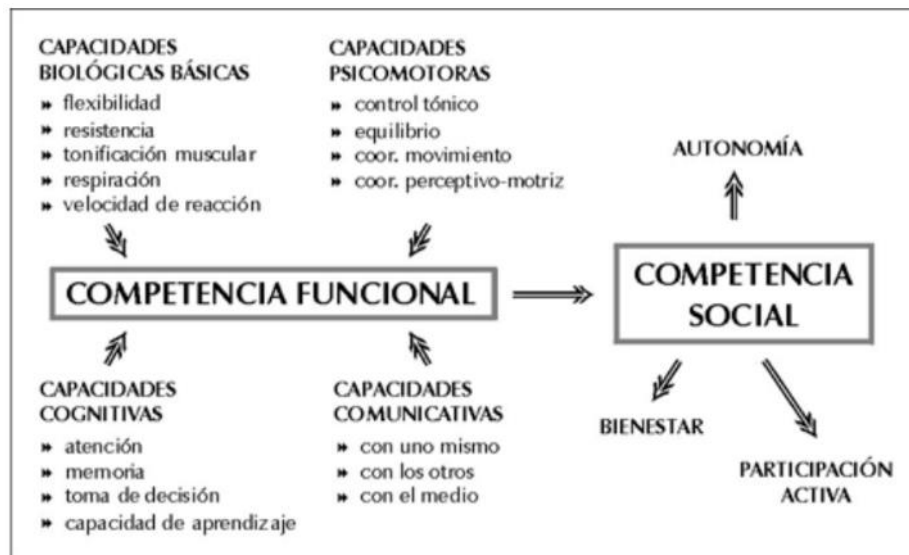 CAPACIDADES
BIOLÓGICAS BÁSICAS
» flexibilidad
» resistencia
» tonificación muscular
» respiración
» velocidad de reacción
CAPACIDADES
PSICOMOTORAS
» control tónico
» equilibrio
» coor. movimiento
» coor. perceptivo-motriz
COMPETENCIA FUNCIONAL
CAPACIDADES
COGNITIVAS
» atención
» memoria
» toma de decisión
» capacidad de aprendizaje
CAPACIDADES
COMUNICATIVAS
» con uno mismo
» con los otros
» con el medio
AUTONOMÍA
COMPETENCIA
SOCIAL
BIENESTAR
PARTICIPACIÓN
ACTIVA